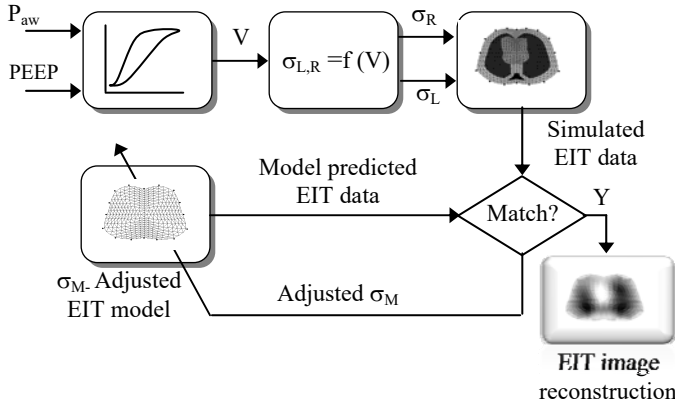 P_aw
PEEP
V
σ_L,R =f (V)
σ_R
σ_L
Simulated
EIT data
Model predicted
EIT data
Match?
Y
σ_M- Adjusted
EIT model
Adjusted σ_M
EIT image
reconstruction